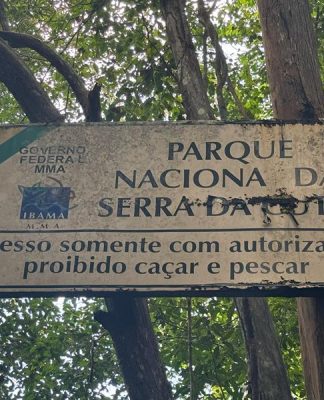 GOVERNO
FEDERAL
MMA
IBAMA
M M A
PARQUE
NACIONA DA
SERRA DA
esso somente com autoriza
proibido caçar e pescar